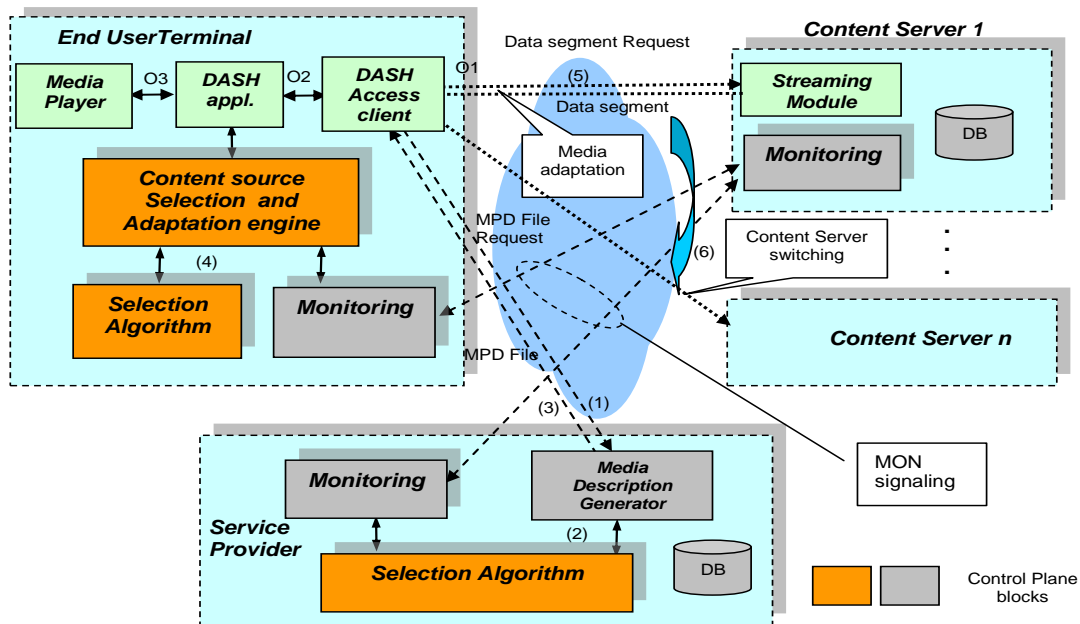 End UserTerminal
Media
Player
O3
DASH
appl.
O2
DASH
Access
client
O1
Content source
Selection and
Adaptation engine
(4)
Selection
Algorithm
Monitoring
Data segment Request
(5)
Data segment
Media
adaptation
MPD File
Request
(6)
MPD File
(3)
(1)
Content Server 1
Streaming
Module
Monitoring
DB
Content Server
switching
Content Server n
MON
signaling
Service
Provider
Monitoring
Media
Description
Generator
(2)
Selection Algorithm
DB
Control Plane
blocks